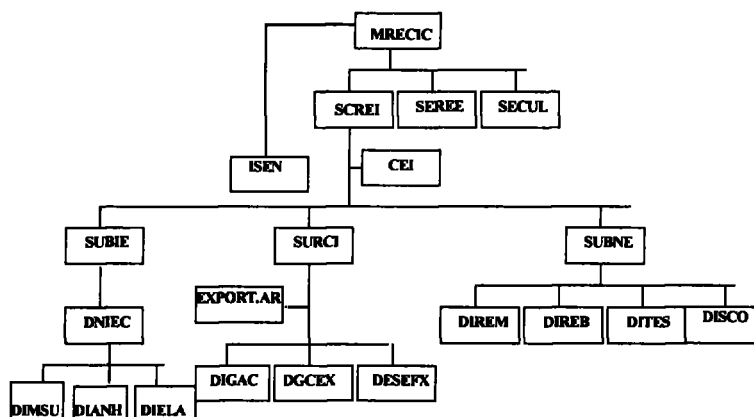 MRECIC
SCREI
SEREE
SECUL
ISEN
CEI
SUBIE
SURCI
SUBNE
EXPORT.AR
DNIEC
DIREM
DIREB
DITES
DISCO
DIGAC
DGCEX
DESEFX
DIMSU
DIANH
DIELA